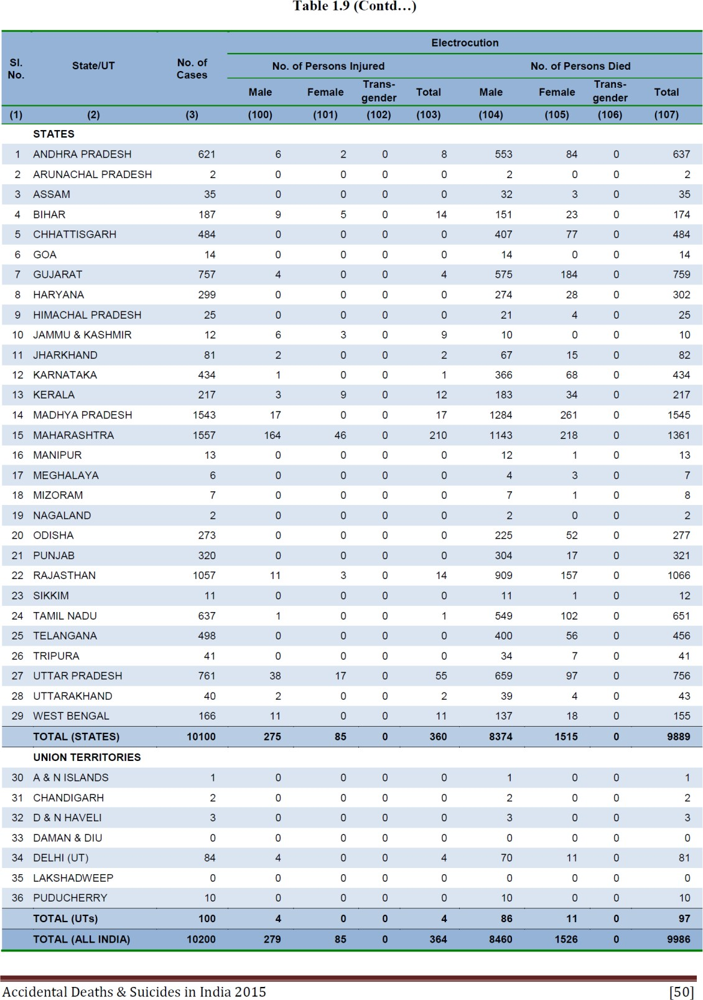 Table 1.9 (Contd…)
Electrocution
Sl. No. State/UT No. of Cases No. of Persons Injured No. of Persons Died
Male Female Trans-gender Total Male Female Trans-gender Total
(1) (2) (3) (100) (101) (102) (103) (104) (105) (106) (107)
STATES
1 ANDHRA PRADESH 621 6 2 0 8 553 84 0 637
2 ARUNACHAL PRADESH 2 0 0 0 0 2 0 0 2
3 ASSAM 35 0 0 0 0 32 3 0 35
4 BIHAR 187 9 5 0 14 151 23 0 174
5 CHHATTISGARH 484 0 0 0 0 407 77 0 484
6 GOA 14 0 0 0 0 14 0 0 14
7 GUJARAT 757 4 0 0 4 575 184 0 759
8 HARYANA 299 0 0 0 0 274 28 0 302
9 HIMACHAL PRADESH 25 0 0 0 0 21 4 0 25
10 JAMMU & KASHMIR 12 6 3 0 9 10 0 0 10
11 JHARKHAND 81 2 0 0 2 67 15 0 82
12 KARNATAKA 434 1 0 0 1 366 68 0 434
13 KERALA 217 3 9 0 12 183 34 0 217
14 MADHYA PRADESH 1543 17 0 0 17 1284 261 0 1545
15 MAHARASHTRA 1557 164 46 0 210 1143 218 0 1361
16 MANIPUR 13 0 0 0 0 12 1 0 13
17 MEGHALAYA 6 0 0 0 0 4 3 0 7
18 MIZORAM 7 0 0 0 0 7 1 0 8
19 NAGALAND 2 0 0 0 0 2 0 0 2
20 ODISHA 273 0 0 0 0 225 52 0 277
21 PUNJAB 320 0 0 0 0 304 17 0 321
22 RAJASTHAN 1057 11 3 0 14 909 157 0 1066
23 SIKKIM 11 0 0 0 0 11 1 0 12
24 TAMIL NADU 637 1 0 0 1 549 102 0 651
25 TELANGANA 498 0 0 0 0 400 56 0 456
26 TRIPURA 41 0 0 0 0 34 7 0 41
27 UTTAR PRADESH 761 38 17 0 55 659 97 0 756
28 UTTARAKHAND 40 2 0 0 2 39 4 0 43
29 WEST BENGAL 166 11 0 0 11 137 18 0 155
TOTAL (STATES) 10100 275 85 0 360 8374 1515 0 9889
UNION TERRITORIES
30 A & N ISLANDS 1 0 0 0 0 1 0 0 1
31 CHANDIGARH 2 0 0 0 0 2 0 0 2
32 D & N HAVELI 3 0 0 0 0 3 0 0 3
33 DAMAN & DIU 0 0 0 0 0 0 0 0 0
34 DELHI (UT) 84 4 0 0 4 70 11 0 81
35 LAKSHADWEEP 0 0 0 0 0 0 0 0 0
36 PUDUCHERRY 10 0 0 0 0 10 0 0 10
TOTAL (UTs) 100 4 0 0 4 86 11 0 97
TOTAL (ALL INDIA) 10200 279 85 0 364 8460 1526 0 9986
Accidental Deaths & Suicides in India 2015 [50]